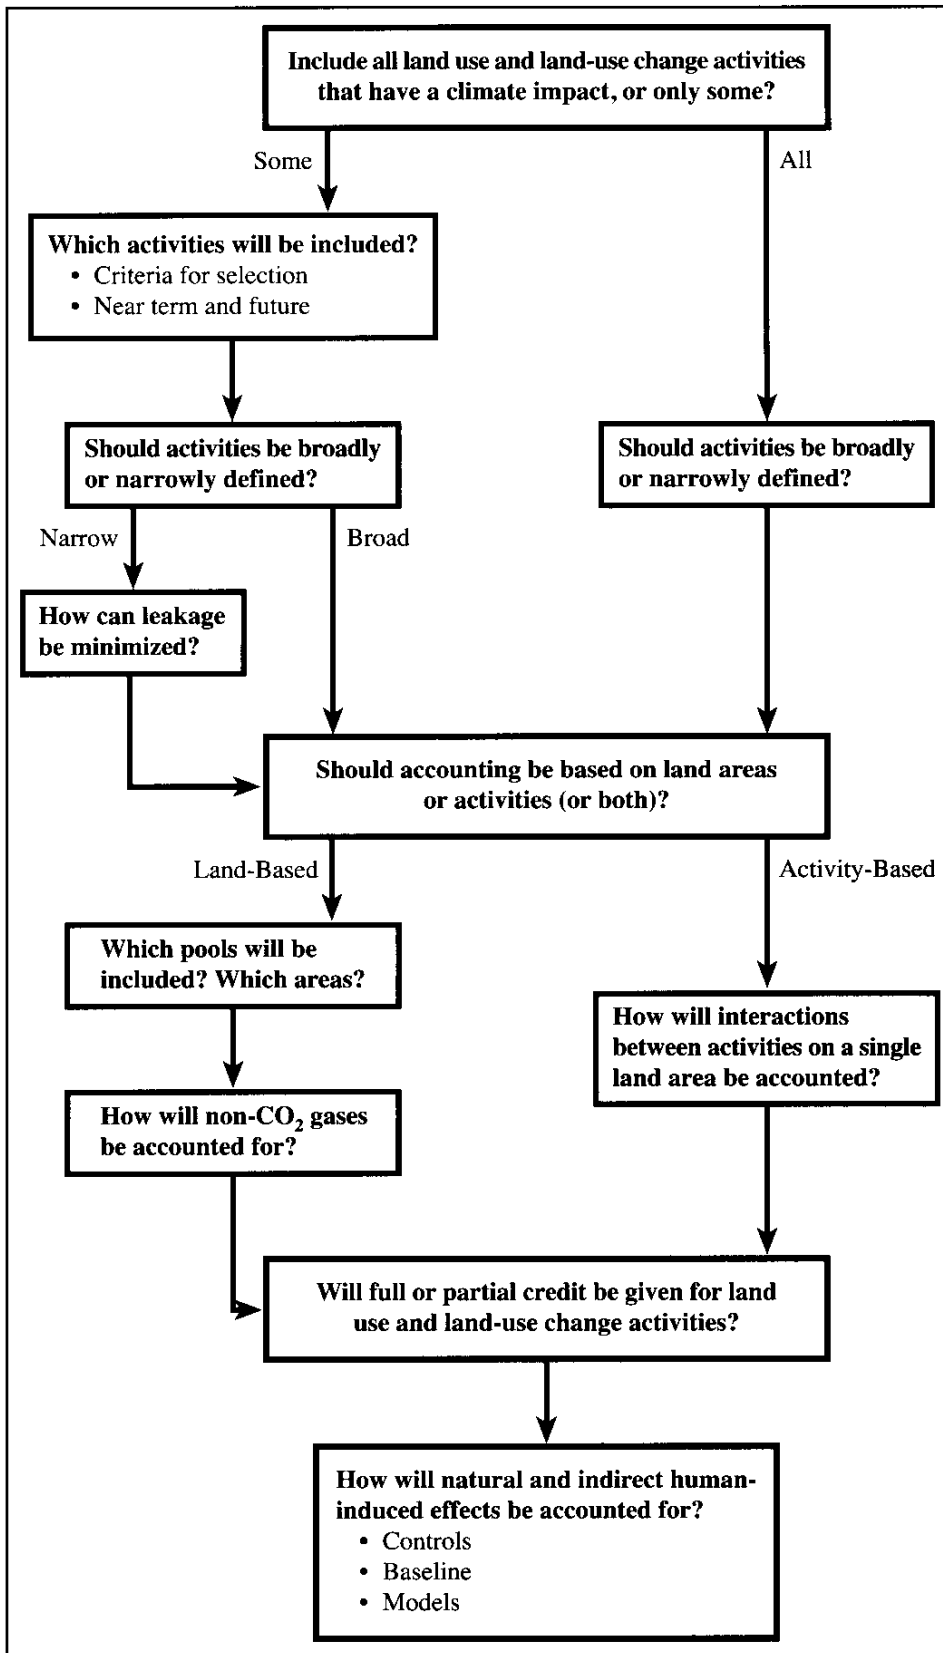 Include all land use and land-use change activities
that have a climate impact, or only some?
Some
All
Which activities will be included?
• Criteria for selection
• Near term and future
Should activities be broadly
or narrowly defined?
Should activities be broadly
or narrowly defined?
Narrow
Broad
How can leakage
be minimized?
Should accounting be based on land areas
or activities (or both)?
Land-Based
Activity-Based
Which pools will be
included? Which areas?
How will interactions
between activities on a single
land area be accounted?
How will non-CO₂ gases
be accounted for?
Will full or partial credit be given for land
use and land-use change activities?
How will natural and indirect human-
induced effects be accounted for?
• Controls
• Baseline
• Models